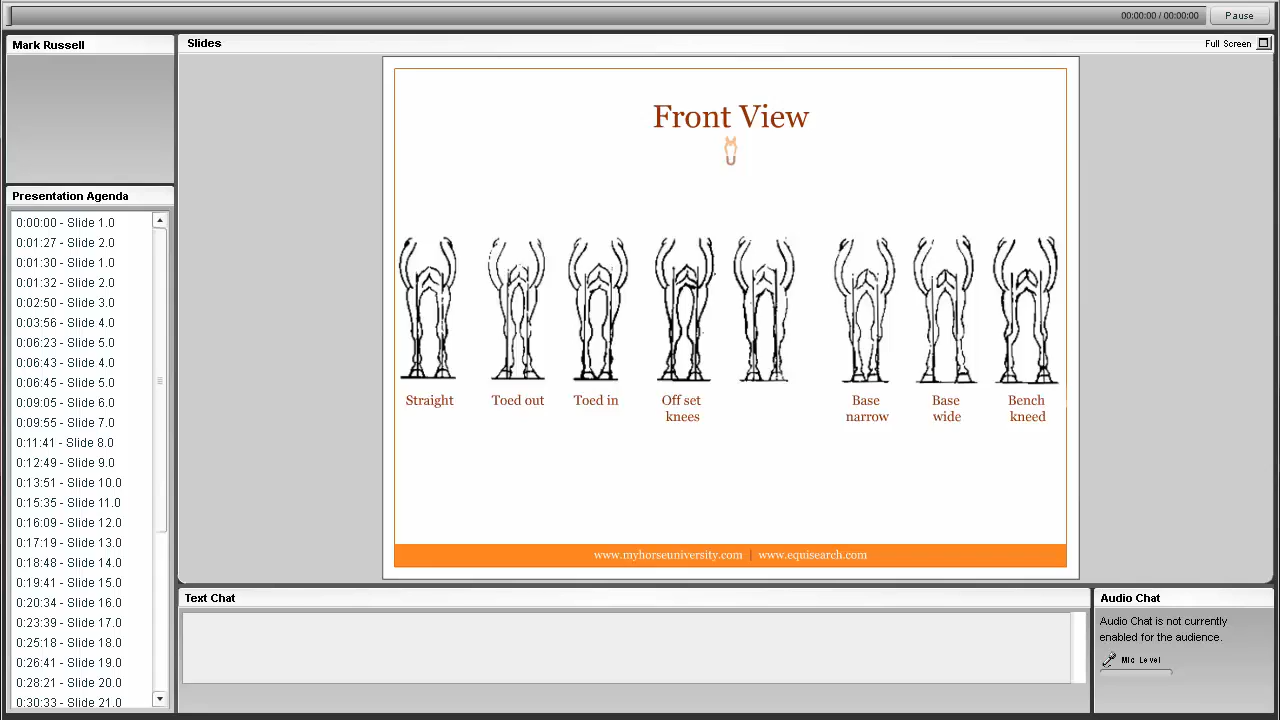 00:00:00 / 00:00:00
Pause
Mark Russell
Slides
Full Screen
Front View
Straight
Toed out
Toed in
Off set
knees
Base
narrow
Base
wide
Bench
kneed
www.myhorseuniversity.com | www.equisearch.com
Presentation Agenda
0:00:00 - Slide 1.0
0:01:27 - Slide 2.0
0:01:30 - Slide 1.0
0:01:32 - Slide 2.0
0:02:50 - Slide 3.0
0:03:56 - Slide 4.0
0:06:23 - Slide 5.0
0:06:43 - Slide 4.0
0:06:45 - Slide 5.0
0:09:05 - Slide 6.0
0:09:55 - Slide 7.0
0:11:41 - Slide 8.0
0:12:49 - Slide 9.0
0:13:51 - Slide 10.0
0:15:35 - Slide 11.0
0:16:09 - Slide 12.0
0:17:19 - Slide 13.0
0:18:48 - Slide 14.0
0:19:41 - Slide 15.0
0:20:34 - Slide 16.0
0:23:39 - Slide 17.0
0:25:18 - Slide 18.0
0:26:41 - Slide 19.0
0:28:21 - Slide 20.0
0:30:33 - Slide 21.0
Text Chat
Audio Chat
Audio Chat is not currently
enabled for the audience.
Mic Level